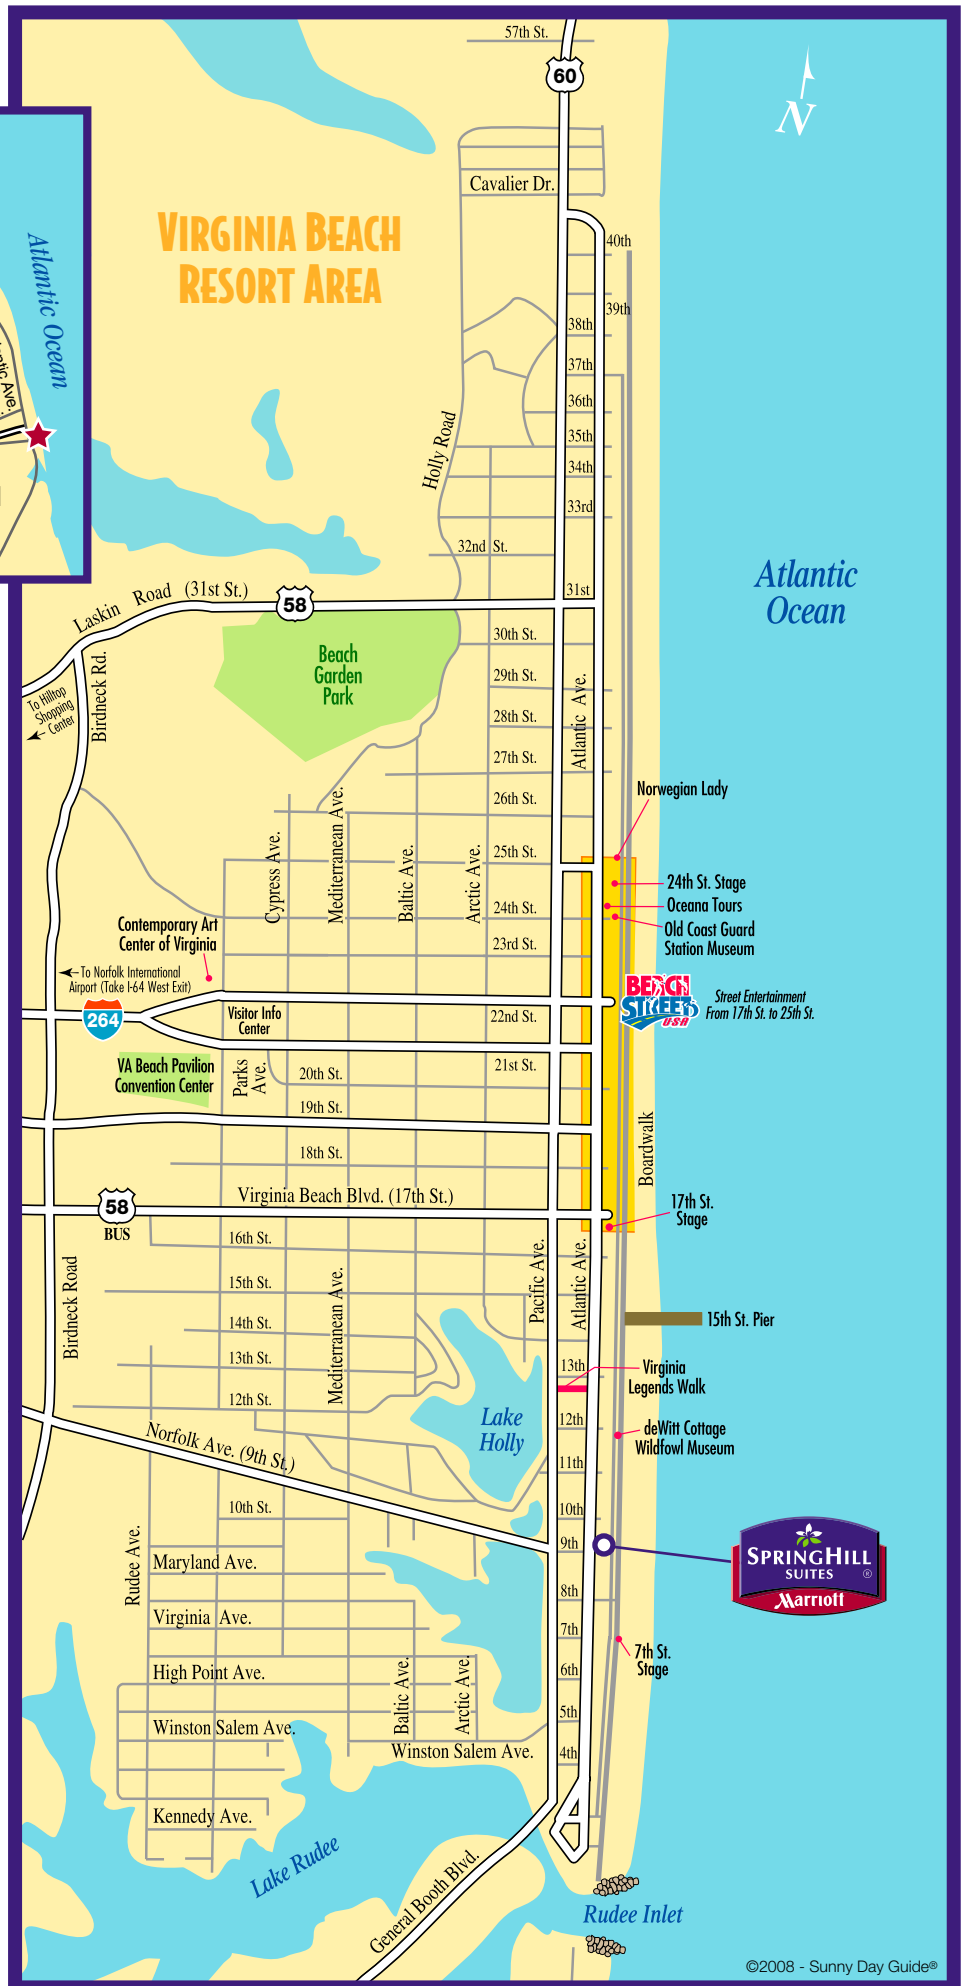 57th St.
60
N
Cavalier Dr.
VIRGINIA BEACH
RESORT AREA
40th
39th
38th
37th
36th
35th
34th
33rd
Atlantic Ocean
Ave.
Holly Road
32nd St.
31st
Atlantic
Ocean
Laskin Road (31st St.)
58
Birdneck Rd.
To Hilltop
Shopping
Center
Beach
Garden
Park
30th St.
29th St.
28th St.
27th St.
26th St.
25th St.
24th St.
23rd St.
22nd St.
21st St.
Atlantic Ave.
Norwegian Lady
24th St. Stage
Oceana Tours
Old Coast Guard
Station Museum
Cypress Ave.
Mediterranean Ave.
Baltic Ave.
Arctic Ave.
Contemporary Art
Center of Virginia
To Norfolk International
Airport (Take I-64 West Exit)
264
Visitor Info
Center
BEACH
STREET
USA
Street Entertainment
From 17th St. to 25th St.
VA Beach Pavilion
Convention Center
Parks
Ave.
20th St.
19th St.
18th St.
Boardwalk
Virginia Beach Blvd. (17th St.)
58
BUS
17th St.
Stage
16th St.
15th St.
14th St.
13th St.
12th St.
Birdneck Road
Mediterranean Ave.
Pacific Ave.
Atlantic Ave.
15th St. Pier
13th
Virginia
Legends Walk
12th
deWitt Cottage
Wildfowl Museum
Lake
Holly
11th
10th
9th
8th
7th
6th
5th
4th
Norfolk Ave. (9th St.)
10th St.
Rudee Ave.
Maryland Ave.
Virginia Ave.
High Point Ave.
Winston Salem Ave.
Baltic Ave.
Arctic Ave.
Winston Salem Ave.
Kennedy Ave.
SPRINGHILL
SUITES
®
Marriott
7th St.
Stage
Lake Rudee
General Booth Blvd.
Rudee Inlet
©2008 - Sunny Day Guide®